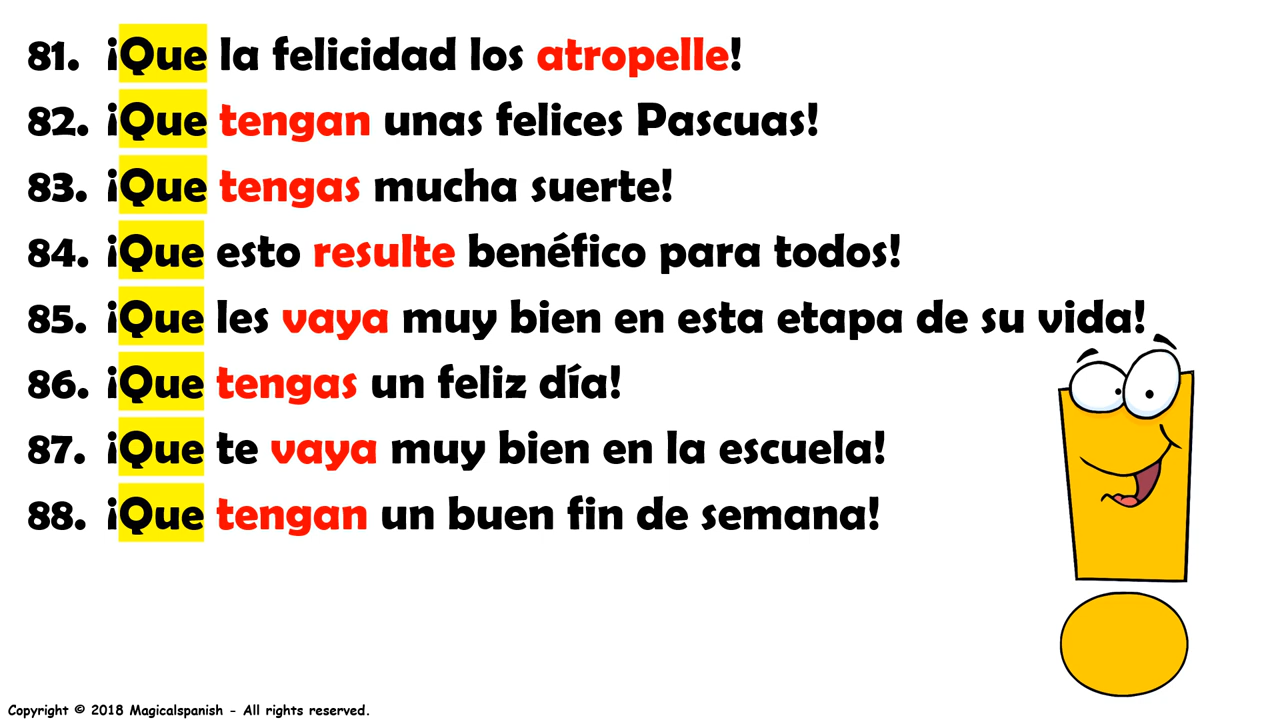 81. ¡Que la felicidad los atropelle!
82. ¡Que tengan unas felices Pascuas!
83. ¡Que tengas mucha suerte!
84. ¡Que esto resulte benéfico para todos!
85. ¡Que les vaya muy bien en esta etapa de su vida!
86. ¡Que tengas un feliz día!
87. ¡Que te vaya muy bien en la escuela!
88. ¡Que tengan un buen fin de semana!
Copyright © 2018 Magicalspanish - All rights reserved.